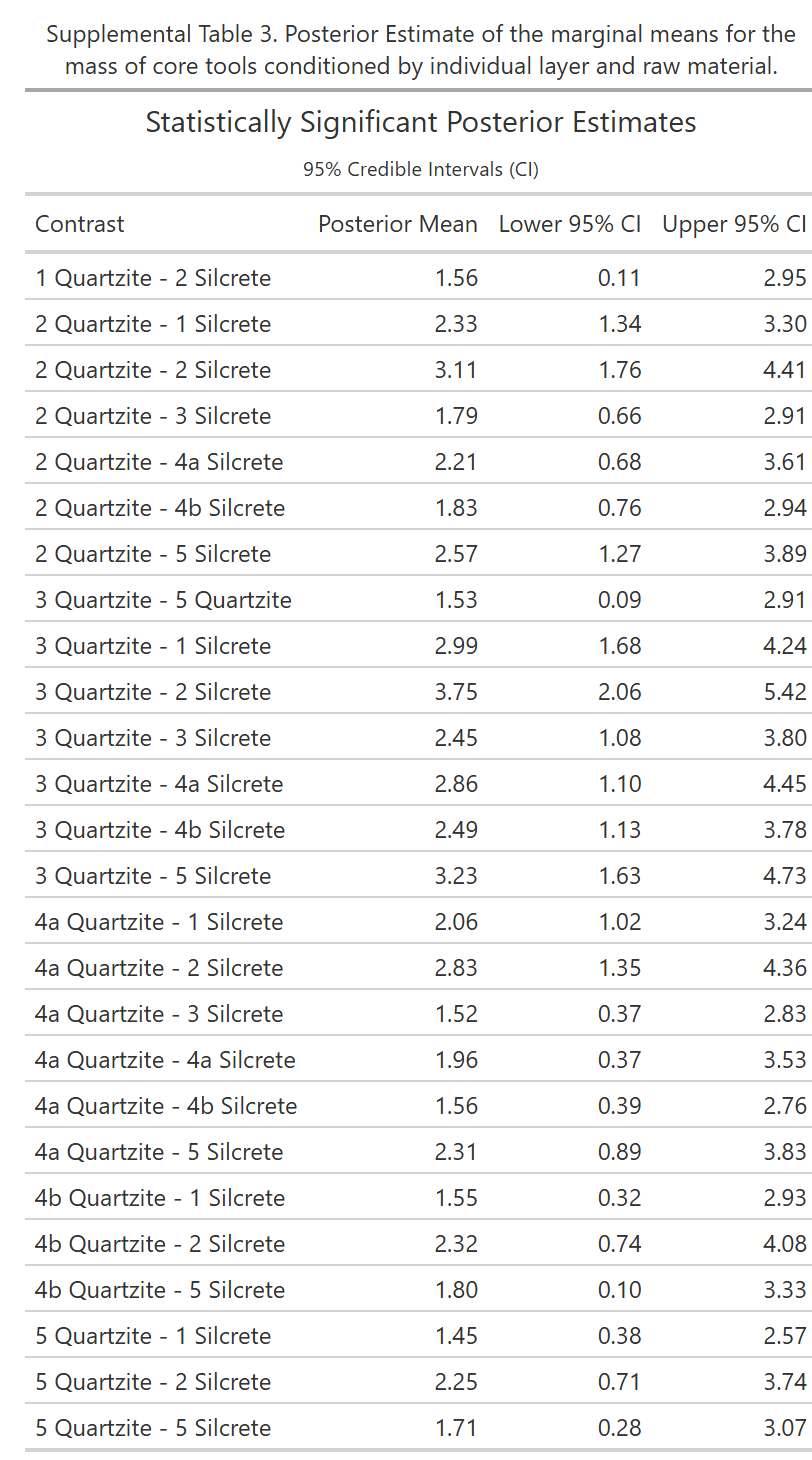 Supplemental Table 3. Posterior Estimate of the marginal means for the
mass of core tools conditioned by individual layer and raw material.
Statistically Significant Posterior Estimates
95% Credible Intervals (CI)
Contrast Posterior Mean Lower 95% CI Upper 95% CI
1 Quartzite - 2 Silcrete 1.56 0.11 2.95
2 Quartzite - 1 Silcrete 2.33 1.34 3.30
2 Quartzite - 2 Silcrete 3.11 1.76 4.41
2 Quartzite - 3 Silcrete 1.79 0.66 2.91
2 Quartzite - 4a Silcrete 2.21 0.68 3.61
2 Quartzite - 4b Silcrete 1.83 0.76 2.94
2 Quartzite - 5 Silcrete 2.57 1.27 3.89
3 Quartzite - 5 Quartzite 1.53 0.09 2.91
3 Quartzite - 1 Silcrete 2.99 1.68 4.24
3 Quartzite - 2 Silcrete 3.75 2.06 5.42
3 Quartzite - 3 Silcrete 2.45 1.08 3.80
3 Quartzite - 4a Silcrete 2.86 1.10 4.45
3 Quartzite - 4b Silcrete 2.49 1.13 3.78
3 Quartzite - 5 Silcrete 3.23 1.63 4.73
4a Quartzite - 1 Silcrete 2.06 1.02 3.24
4a Quartzite - 2 Silcrete 2.83 1.35 4.36
4a Quartzite - 3 Silcrete 1.52 0.37 2.83
4a Quartzite - 4a Silcrete 1.96 0.37 3.53
4a Quartzite - 4b Silcrete 1.56 0.39 2.76
4a Quartzite - 5 Silcrete 2.31 0.89 3.83
4b Quartzite - 1 Silcrete 1.55 0.32 2.93
4b Quartzite - 2 Silcrete 2.32 0.74 4.08
4b Quartzite - 5 Silcrete 1.80 0.10 3.33
5 Quartzite - 1 Silcrete 1.45 0.38 2.57
5 Quartzite - 2 Silcrete 2.25 0.71 3.74
5 Quartzite - 5 Silcrete 1.71 0.28 3.07